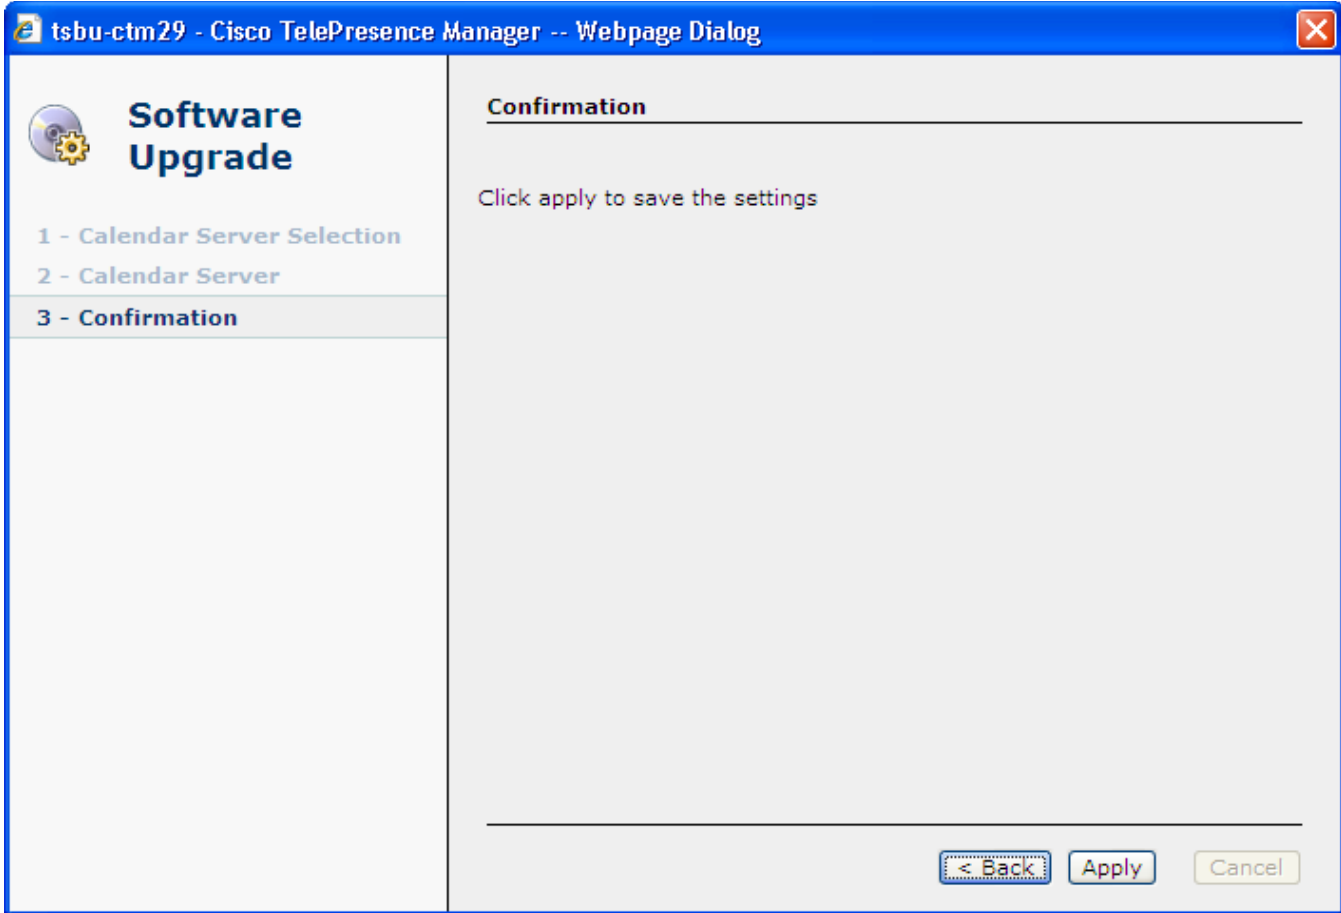 tsbu-ctm29 - Cisco TelePresence Manager -- Webpage Dialog
Software
Upgrade
1 - Calendar Server Selection
2 - Calendar Server
3 - Confirmation
Confirmation
Click apply to save the settings
< Back
Apply
Cancel